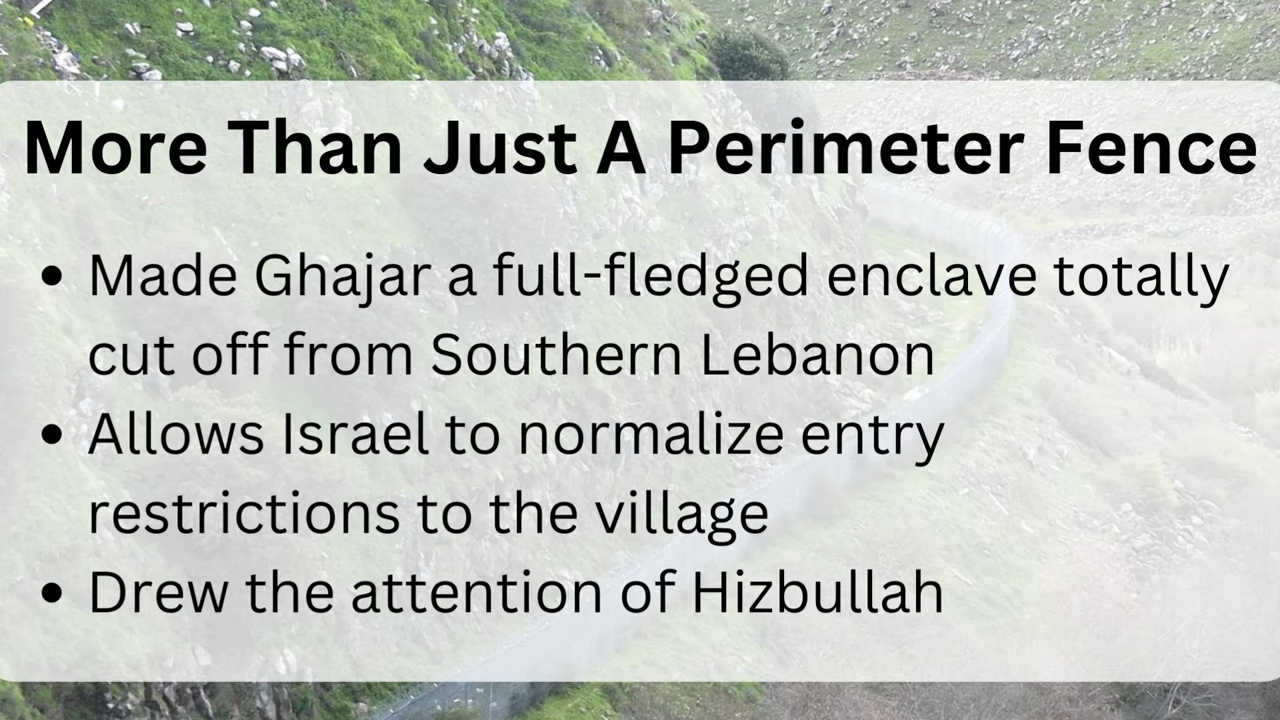 More Than Just A Perimeter Fence
• Made Ghajar a full-fledged enclave totally
cut off from Southern Lebanon
• Allows Israel to normalize entry
restrictions to the village
• Drew the attention of Hizbullah